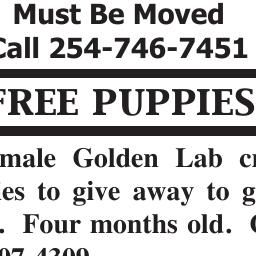 Must Be Moved
Call 254-746-7451
FREE PUPPIES
male Golden Lab
to give away to
Four months old.